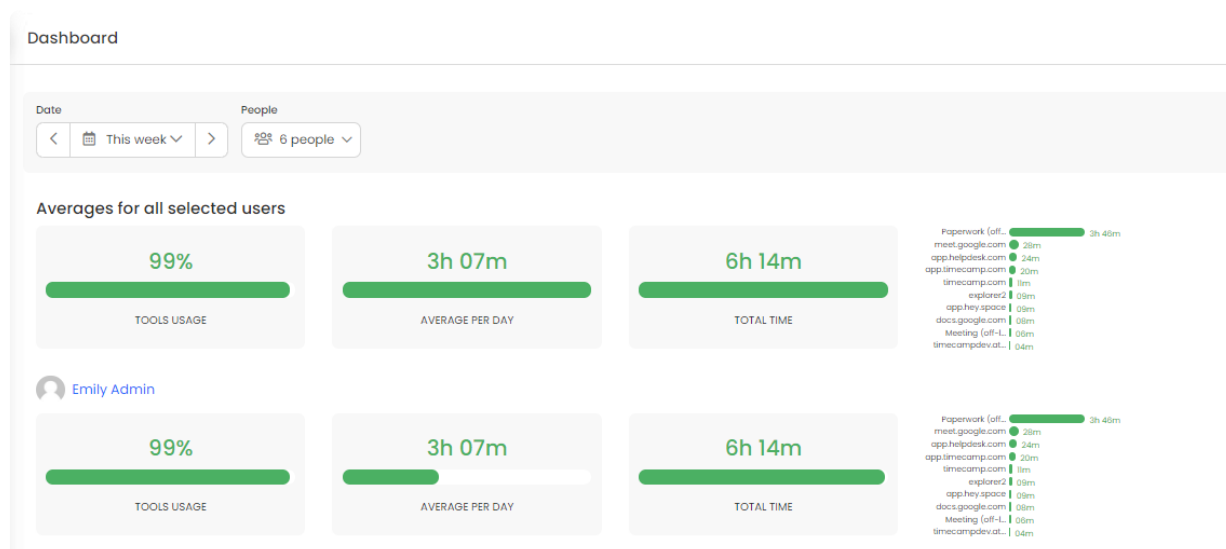 Dashboard
Date
People
This week
6 people
Averages for all selected users
99%
TOOLS USAGE
3h 07m
AVERAGE PER DAY
6h 14m
TOTAL TIME
Paperwork (off... 3h 46m
meet.google.com 28m
app.helpdesk.com 24m
app.timecamp.com 20m
timecamp.com 11m
explorer2 09m
app.hey.space 09m
docs.google.com 08m
Meeting (off-l... 06m
timecampdev.at... 04m
Emily Admin
99%
TOOLS USAGE
3h 07m
AVERAGE PER DAY
6h 14m
TOTAL TIME
Paperwork (off... 3h 46m
meet.google.com 28m
app.helpdesk.com 24m
app.timecamp.com 20m
timecamp.com 11m
explorer2 09m
app.hey.space 09m
docs.google.com 08m
Meeting (off-l... 06m
timecampdev.at... 04m